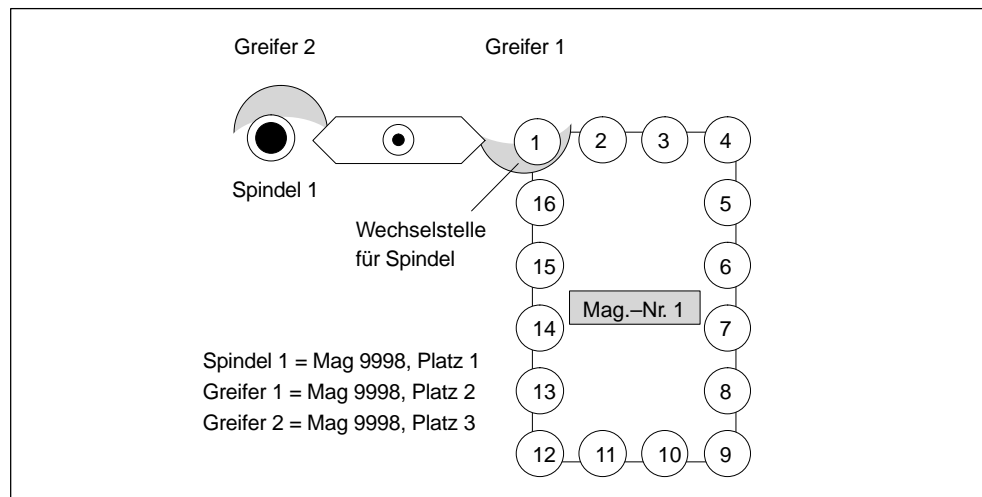 Greifer 2 Greifer 1
1 2 3 4
Spindel 1
16 5
Wechselstelle
für Spindel
15 6
Mag.–Nr. 1
14 7
Spindel 1 = Mag 9998, Platz 1
Greifer 1 = Mag 9998, Platz 2
Greifer 2 = Mag 9998, Platz 3
13 8
12 11 10 9